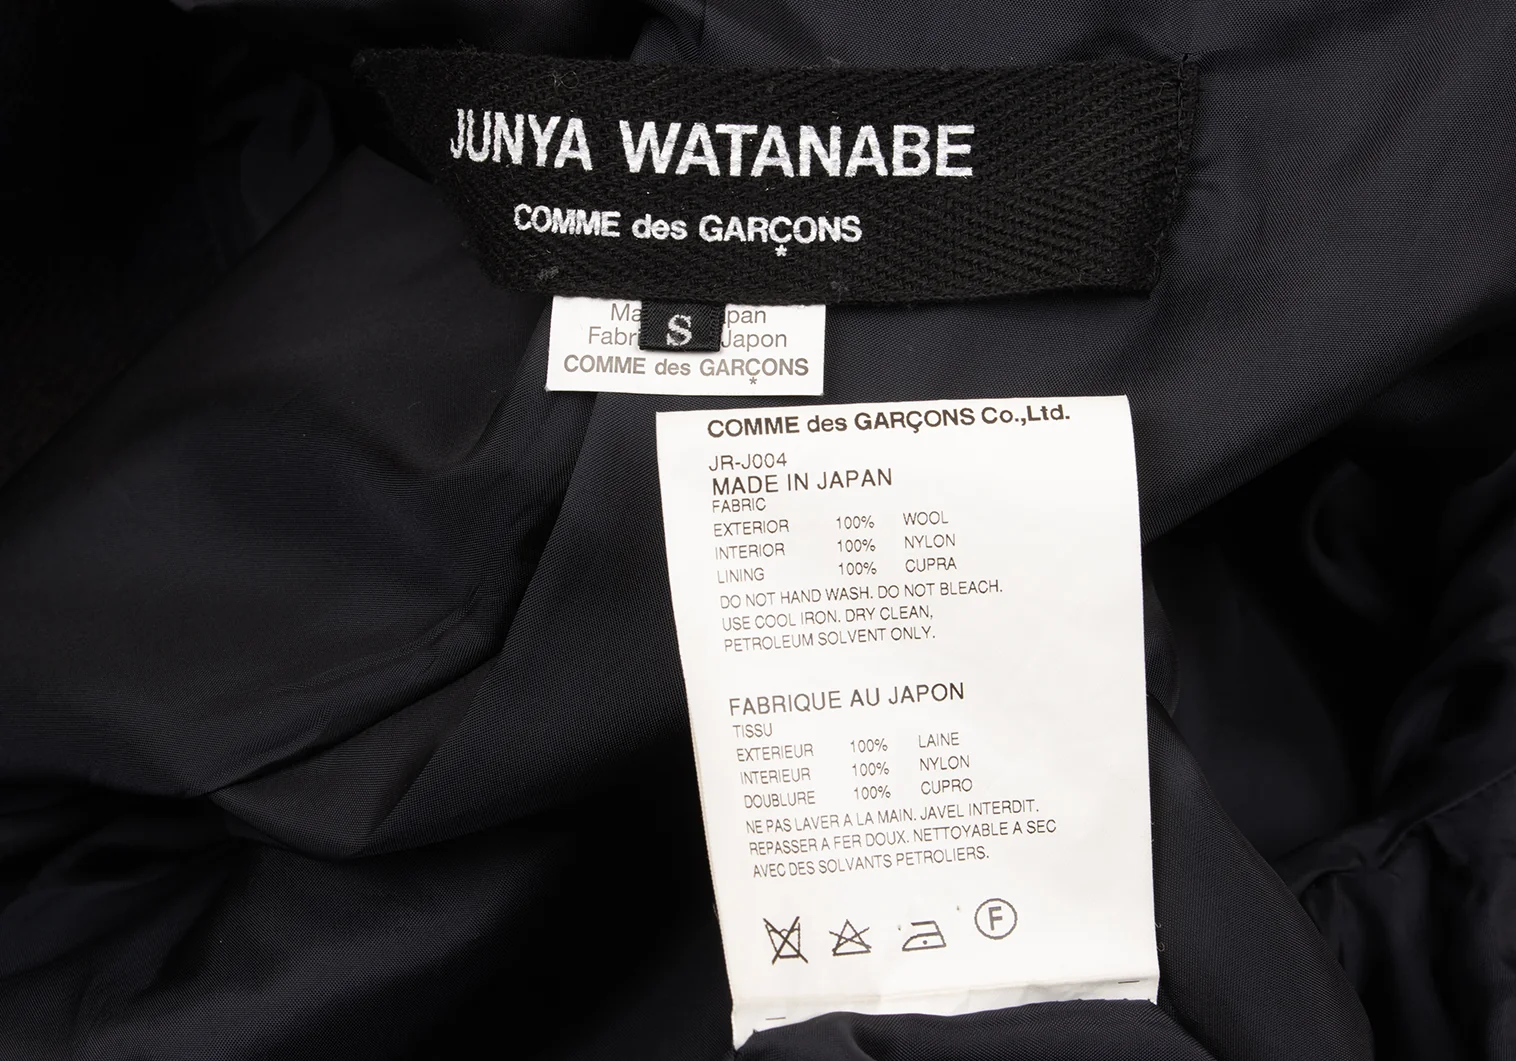 JUNYA WATANABE
COMME des GARÇONS
*
S
COMME des GARÇONS
*
COMME des GARÇONS Co.,Ltd.
JR-J004
MADE IN JAPAN
FABRIC
EXTERIOR 100% WOOL
INTERIOR 100% NYLON
LINING 100% CUPRA
DO NOT HAND WASH. DO NOT BLEACH.
USE COOL IRON. DRY CLEAN,
PETROLEUM SOLVENT ONLY.
FABRIQUE AU JAPON
TISSU
EXTERIEUR 100% LAINE
INTERIEUR 100% NYLON
DOUBLURE 100% CUPRO
NE PAS LAVER A LA MAIN. JAVEL INTERDIT.
REPASSER A FER DOUX. NETTOYABLE A SEC
AVEC DES SOLVANTS PETROLIERS.
F